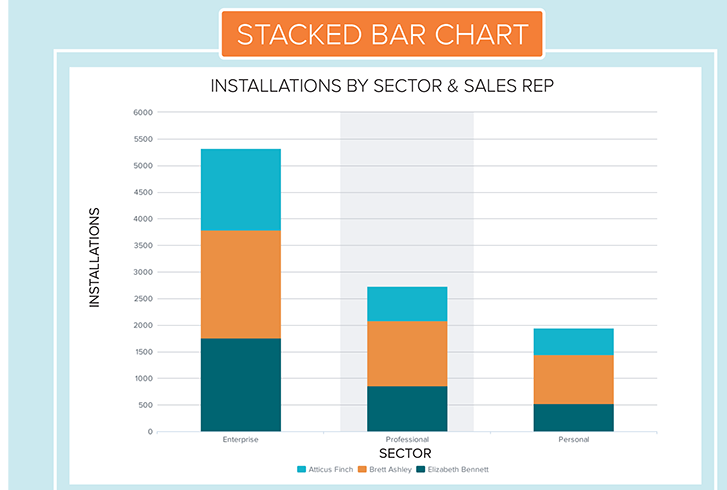 STACKED BAR CHART
INSTALLATIONS BY SECTOR & SALES REP
INSTALLATIONS
6000
5500
5000
4500
4000
3500
3000
2500
2000
1500
1000
500
0
Enterprise Professional Personal
SECTOR
Atticus Finch Brett Ashley Elizabeth Bennett